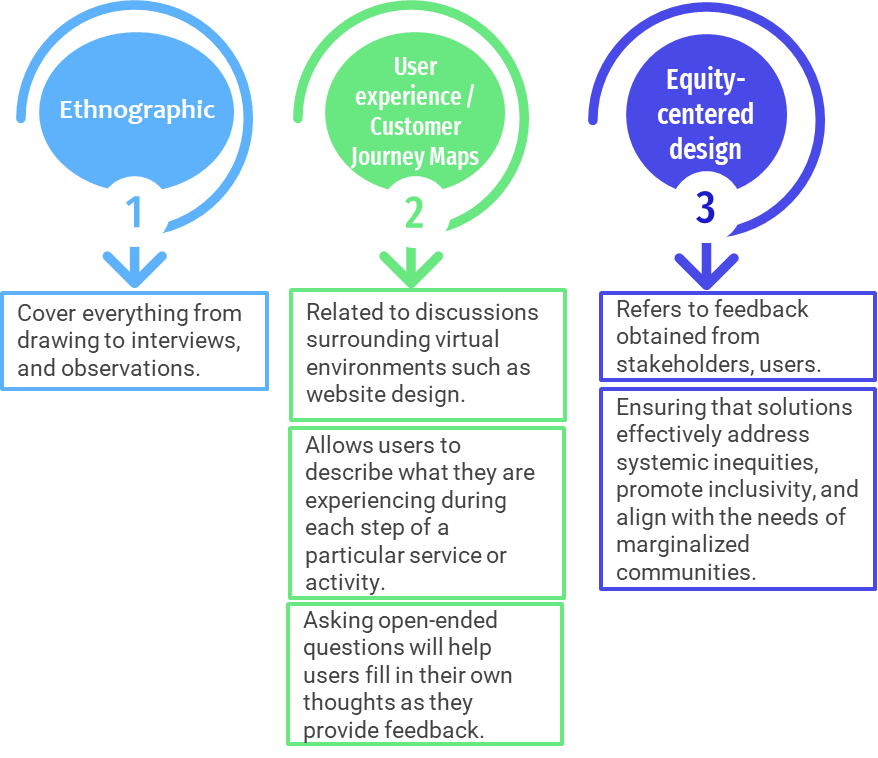 Ethnographic
1
Cover everything from
drawing to interviews,
and observations.
User
experience /
Customer
Journey Maps
2
Related to discussions
surrounding virtual
environments such as
website design.
Allows users to
describe what they are
experiencing during
each step of a
particular service or
activity.
Asking open-ended
questions will help
users fill in their own
thoughts as they
provide feedback.
Equity-
centered
design
3
Refers to feedback
obtained from
stakeholders, users.
Ensuring that solutions
effectively address
systemic inequities,
promote inclusivity, and
align with the needs of
marginalized
communities.